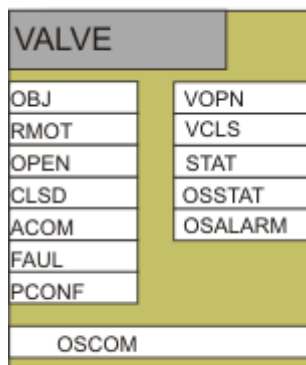 VALVE
OBJ
RMOT
OPEN
CLSD
ACOM
FAUL
PCONF
VOPN
VCLS
STAT
OSSTAT
OSALARM
OSCOM